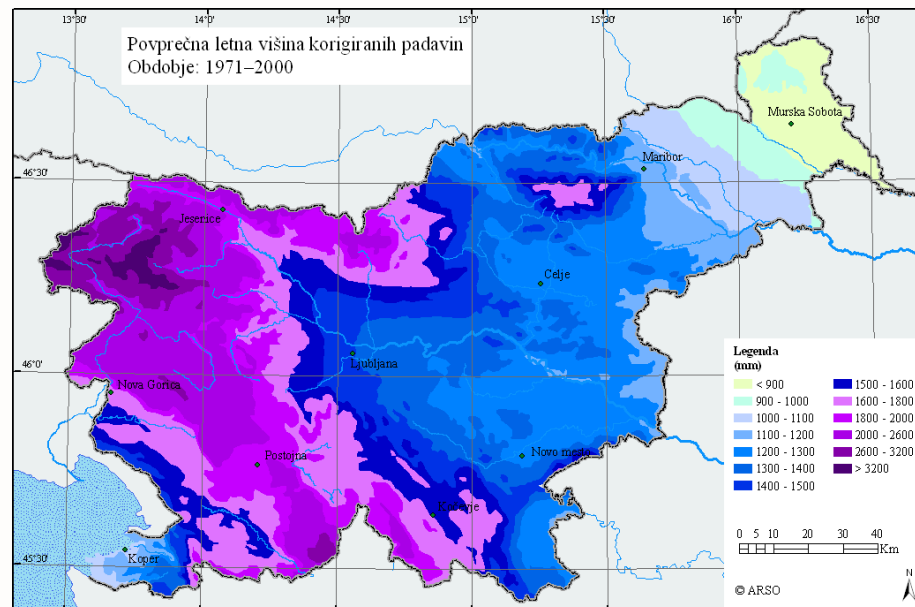 13°30'
14°0'
14°30'
15°0'
15°30'
16°0'
16°30'
Povprečna letna višina korigiranih padavin
Obdobje: 1971–2000
Murska Sobota
Maribor
46°30'
Jesenice
Celje
46°0'
Ljubljana
Nova Gorica
Postojna
Novo mesto
Kočevje
Koper
45°30'
Legenda
(mm)
< 900
900 - 1000
1000 - 1100
1100 - 1200
1200 - 1300
1300 - 1400
1400 - 1500
1500 - 1600
1600 - 1800
1800 - 2000
2000 - 2600
2600 - 3200
> 3200
0 5 10 20 30 40
Km
N
© ARSO